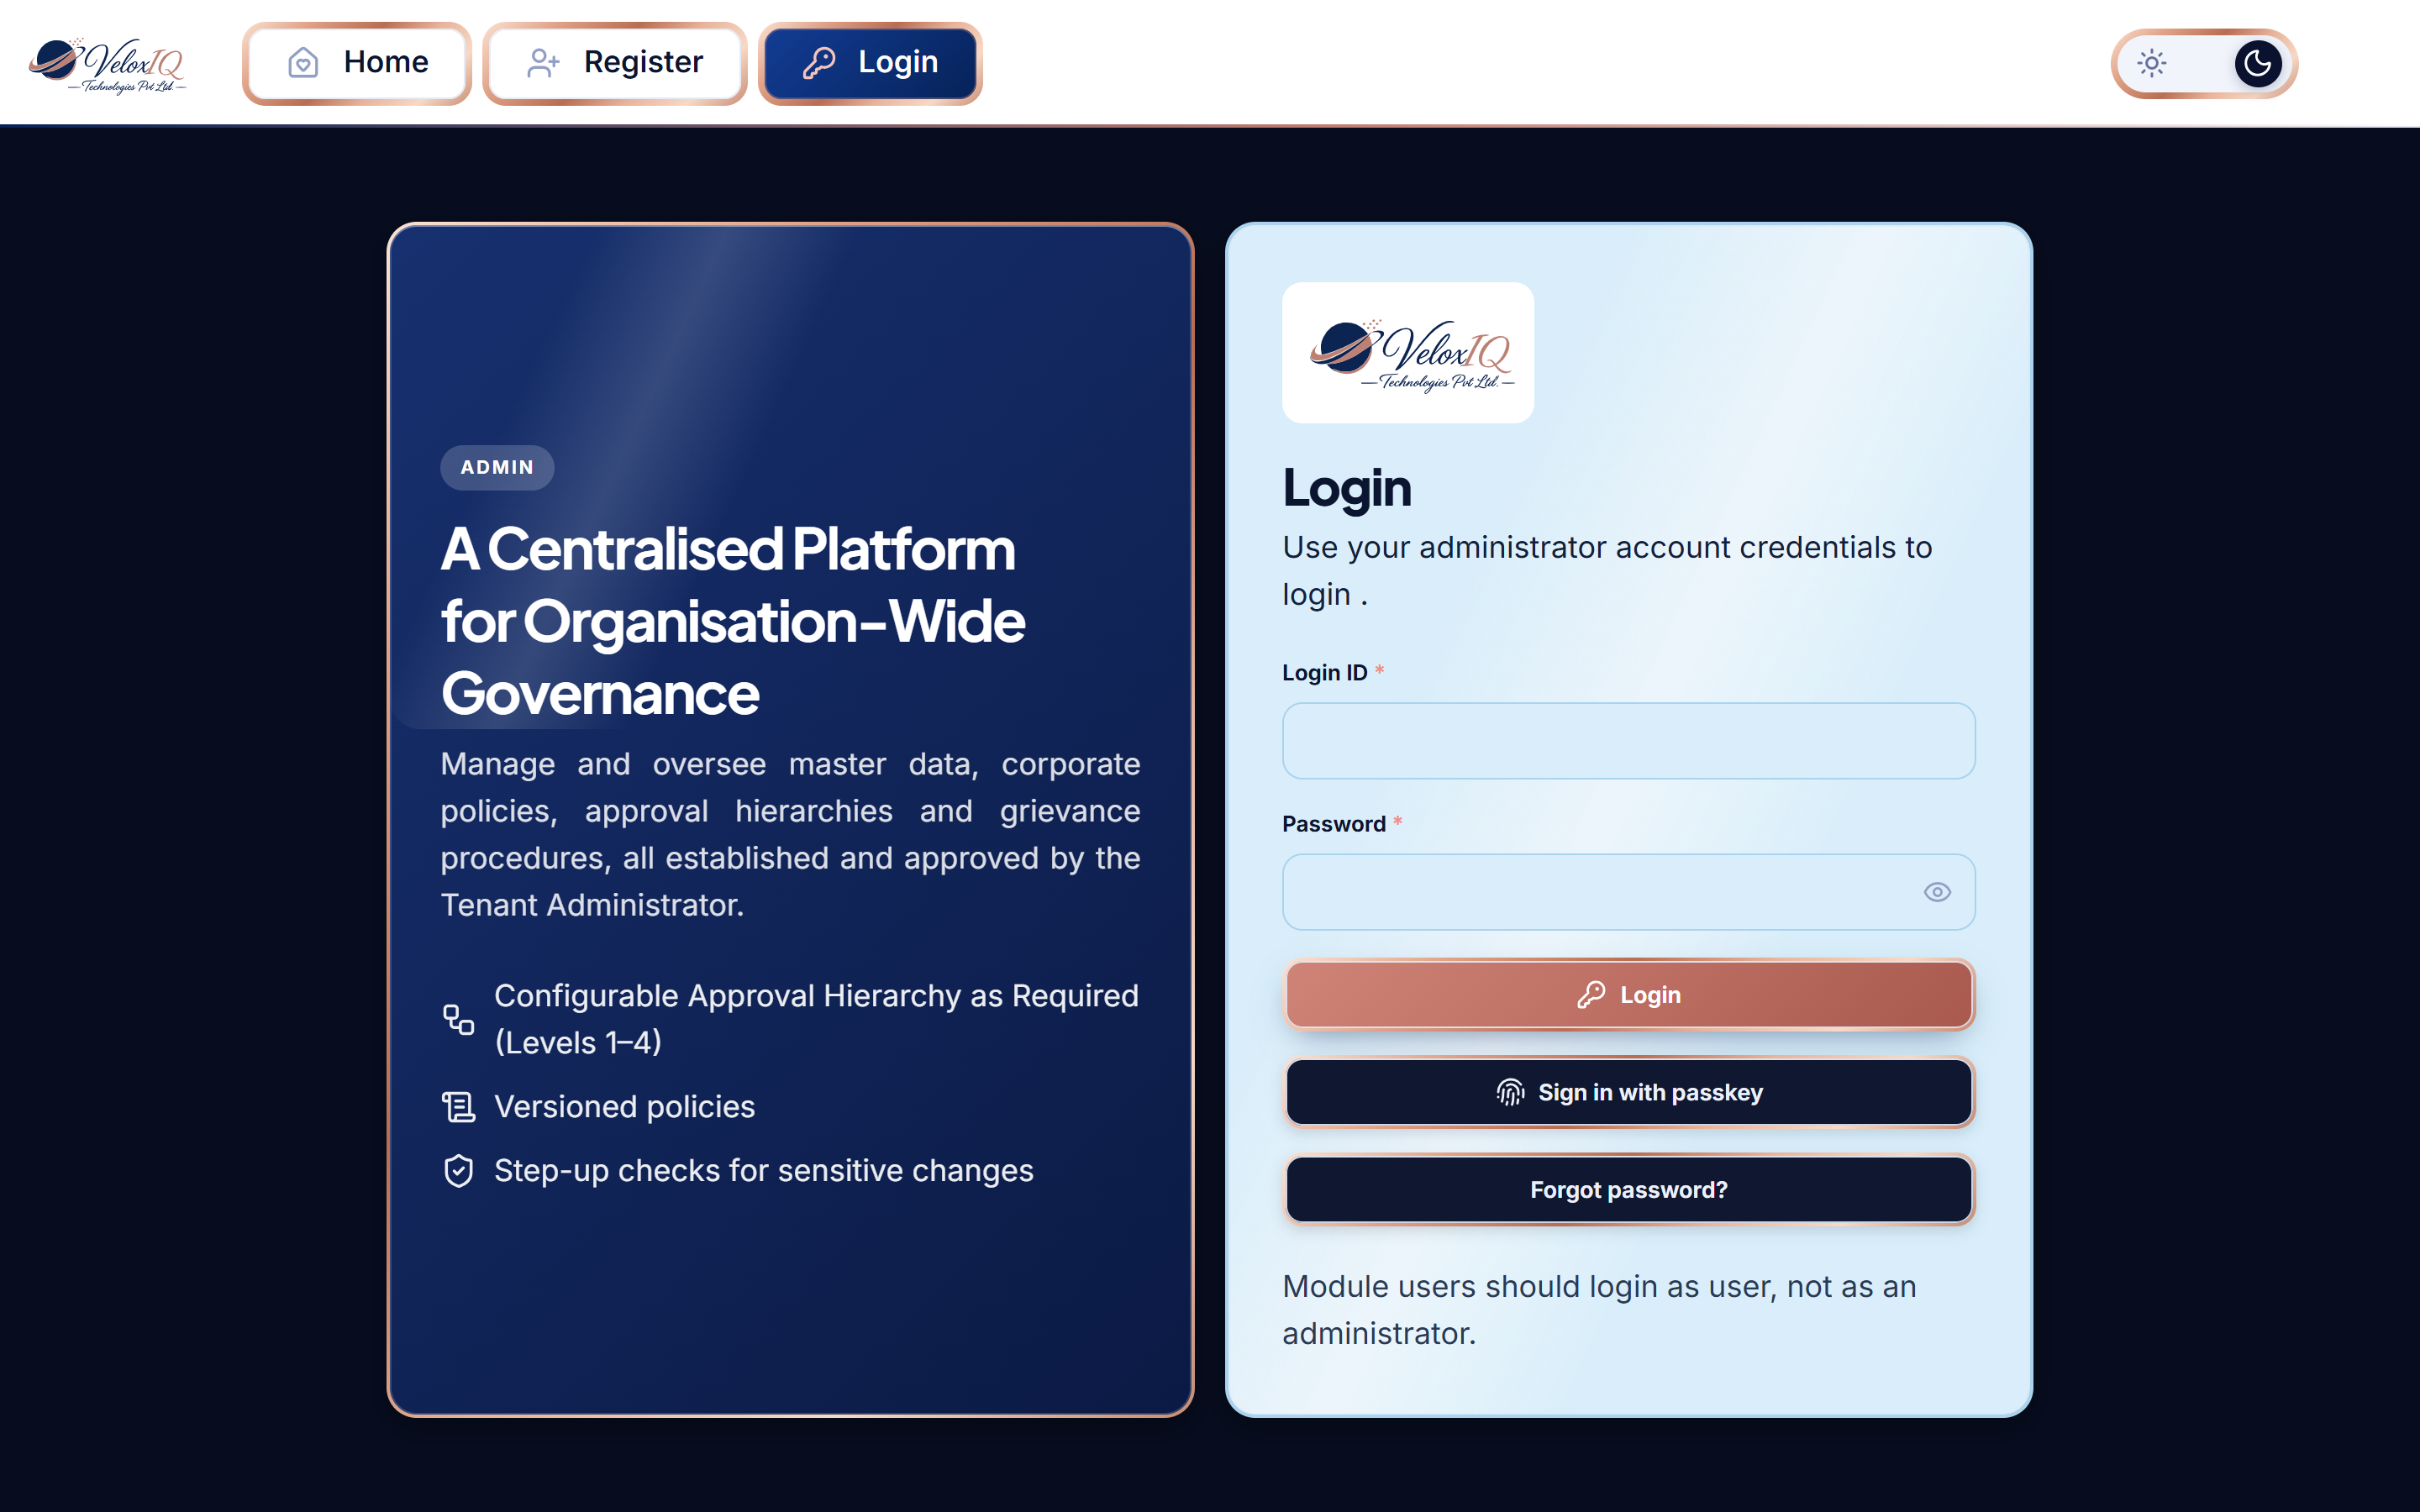 VeloxIQ
Technologies Pvt Ltd.
Home
Register
Login
ADMIN
A Centralised Platform
for Organisation-Wide
Governance
Manage and oversee master data, corporate
policies, approval hierarchies and grievance
procedures, all established and approved by the
Tenant Administrator.
Configurable Approval Hierarchy as Required
(Levels 1–4)
Versioned policies
Step-up checks for sensitive changes
VeloxIQ
Technologies Pvt Ltd.
Login
Use your administrator account credentials to
login .
Login ID *
Password *
Login
Sign in with passkey
Forgot password?
Module users should login as user, not as an
administrator.